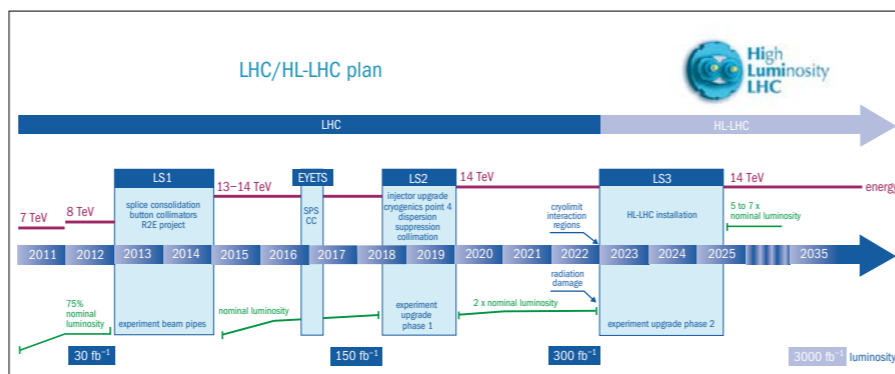 LHC/HL-LHC plan
High
Luminosity
LHC
LHC
HL-LHC
LS1
EYETS
LS2
LS3
7 TeV
8 TeV
13–14 TeV
14 TeV
14 TeV
energy
splice consolidation
button collimators
R2E project
SPS
CC
injector upgrade
cryogenics point 4
dispersion
suppression
collimation
cryolimit
interaction
regions
HL-LHC installation
5 to 7 x
nominal luminosity
2011 2012 2013 2014 2015 2016 2017 2018 2019 2020 2021 2022 2023 2024 2025 2035
75%
nominal
luminosity
experiment beam pipes
nominal luminosity
experiment
upgrade
phase 1
2 x nominal luminosity
radiation
damage
experiment upgrade phase 2
30 fb⁻¹
150 fb⁻¹
300 fb⁻¹
3000 fb⁻¹ luminosity